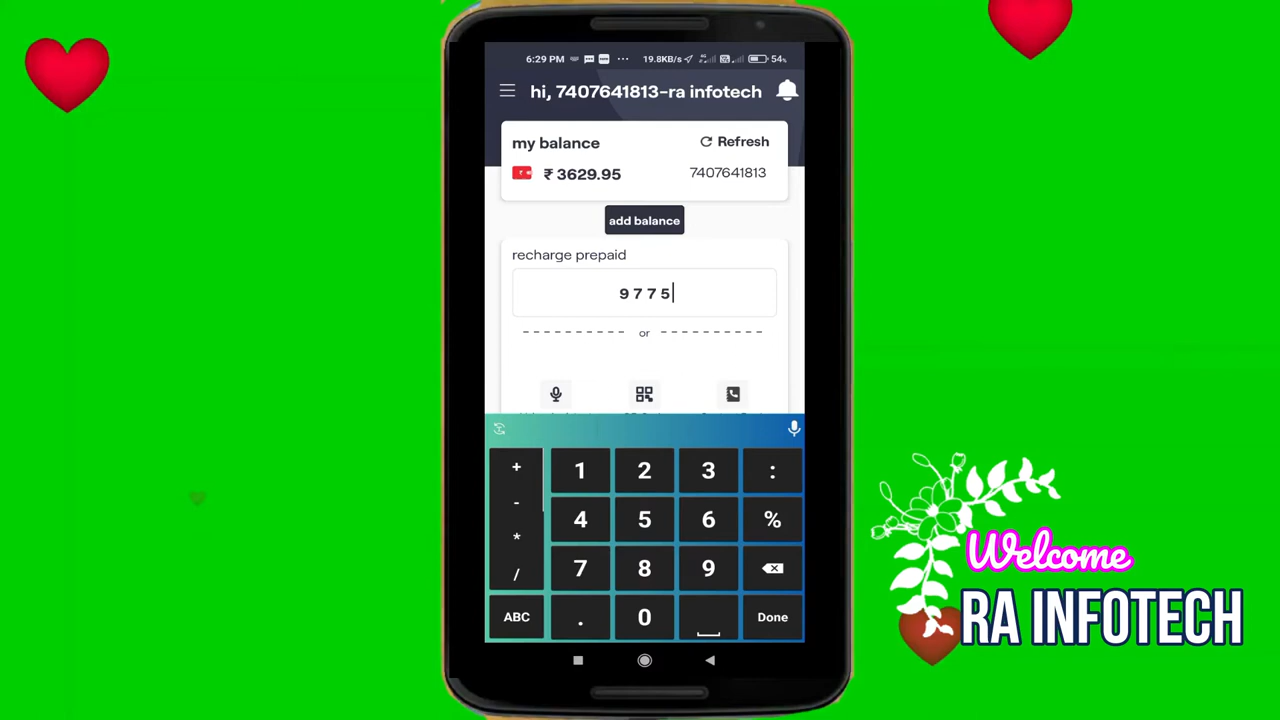 6:29 PM ... 19.8KB/s 4G 54%
hi, 7407641813-ra infotech
my balance
Refresh
₹ 3629.95
7407641813
add balance
recharge prepaid
9 7 7 5
or
+ 1 2 3 :
- 4 5 6 %
*
7 8 9
/
ABC . 0 Done
Welcome
RA INFOTECH